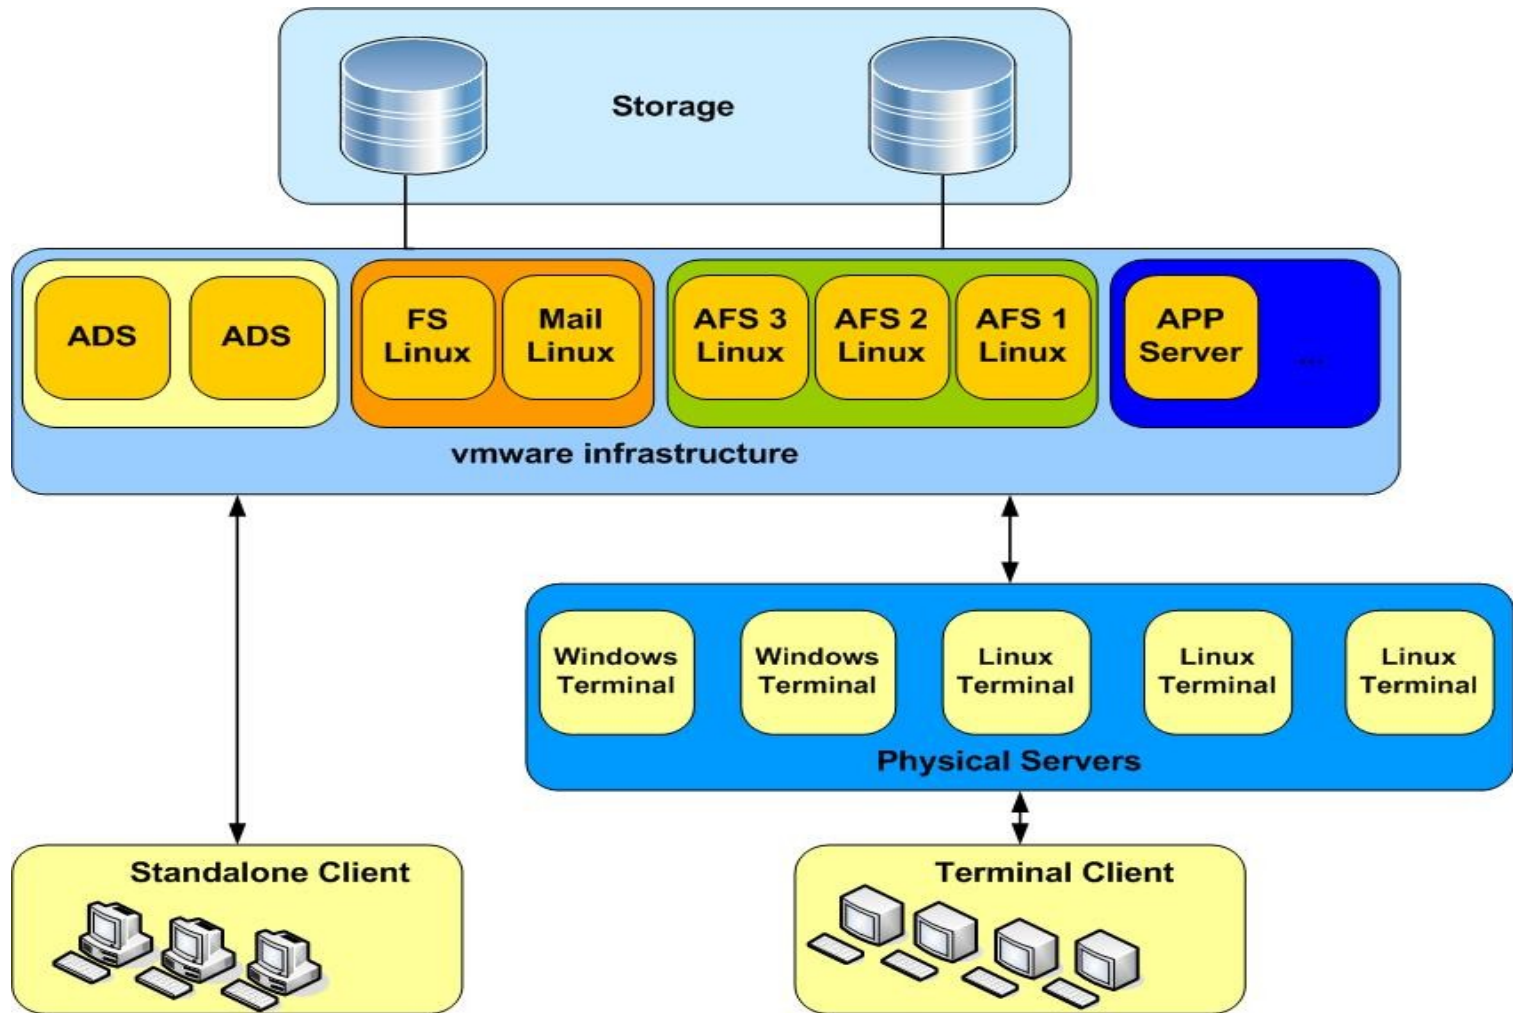 Storage
ADS
ADS
FS
Linux
Mail
Linux
AFS 3
Linux
AFS 2
Linux
AFS 1
Linux
APP
Server
...
vmware infrastructure
Windows
Terminal
Windows
Terminal
Linux
Terminal
Linux
Terminal
Linux
Terminal
Physical Servers
Standalone Client
Terminal Client